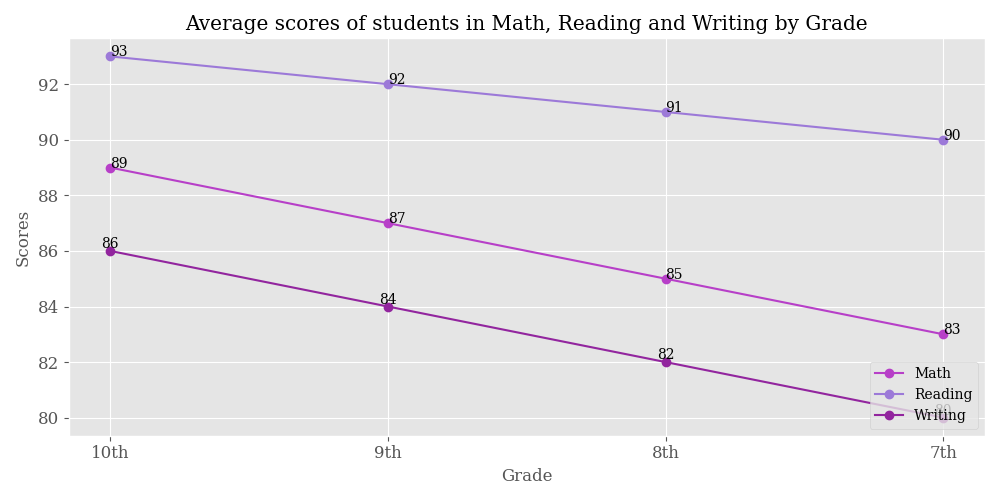 Average scores of students in Math, Reading and Writing by Grade
93
92
91
90
89
87
85
83
86
84
82
80
Scores
92
90
88
86
84
82
80
10th
9th
8th
7th
Grade
Math
Reading
Writing